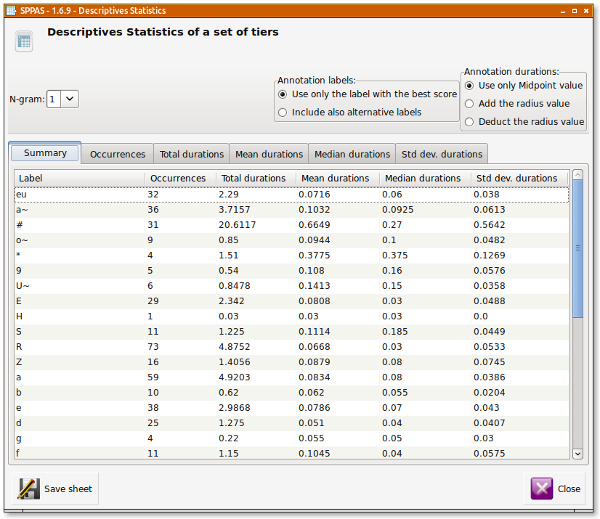 SPPAS - 1.6.9 - Descriptives Statistics
Descriptives Statistics of a set of tiers
N-gram: 1
Annotation labels:
Use only the label with the best score
Include also alternative labels
Annotation durations:
Use only Midpoint value
Add the radius value
Deduct the radius value
Summary Occurrences Total durations Mean durations Median durations Std dev. durations
Label Occurrences Total durations Mean durations Median durations Std dev. durations
eu 32 2.29 0.0716 0.06 0.038
a~ 36 3.7157 0.1032 0.0925 0.0613
# 31 20.6117 0.6649 0.27 0.5642
o~ 9 0.85 0.0944 0.1 0.0482
* 4 1.51 0.3775 0.375 0.1269
9 5 0.54 0.108 0.16 0.0576
U~ 6 0.8478 0.1413 0.15 0.0358
E 29 2.342 0.0808 0.03 0.0488
H 1 0.03 0.03 0.03 0.0
S 11 1.225 0.1114 0.185 0.0449
R 73 4.8752 0.0668 0.03 0.0533
Z 16 1.4056 0.0879 0.08 0.0745
a 59 4.9203 0.0834 0.08 0.0386
b 10 0.62 0.062 0.055 0.0204
e 38 2.9868 0.0786 0.07 0.043
d 25 1.275 0.051 0.04 0.0407
g 4 0.22 0.055 0.05 0.03
f 11 1.15 0.1045 0.04 0.0575
Save sheet
Close